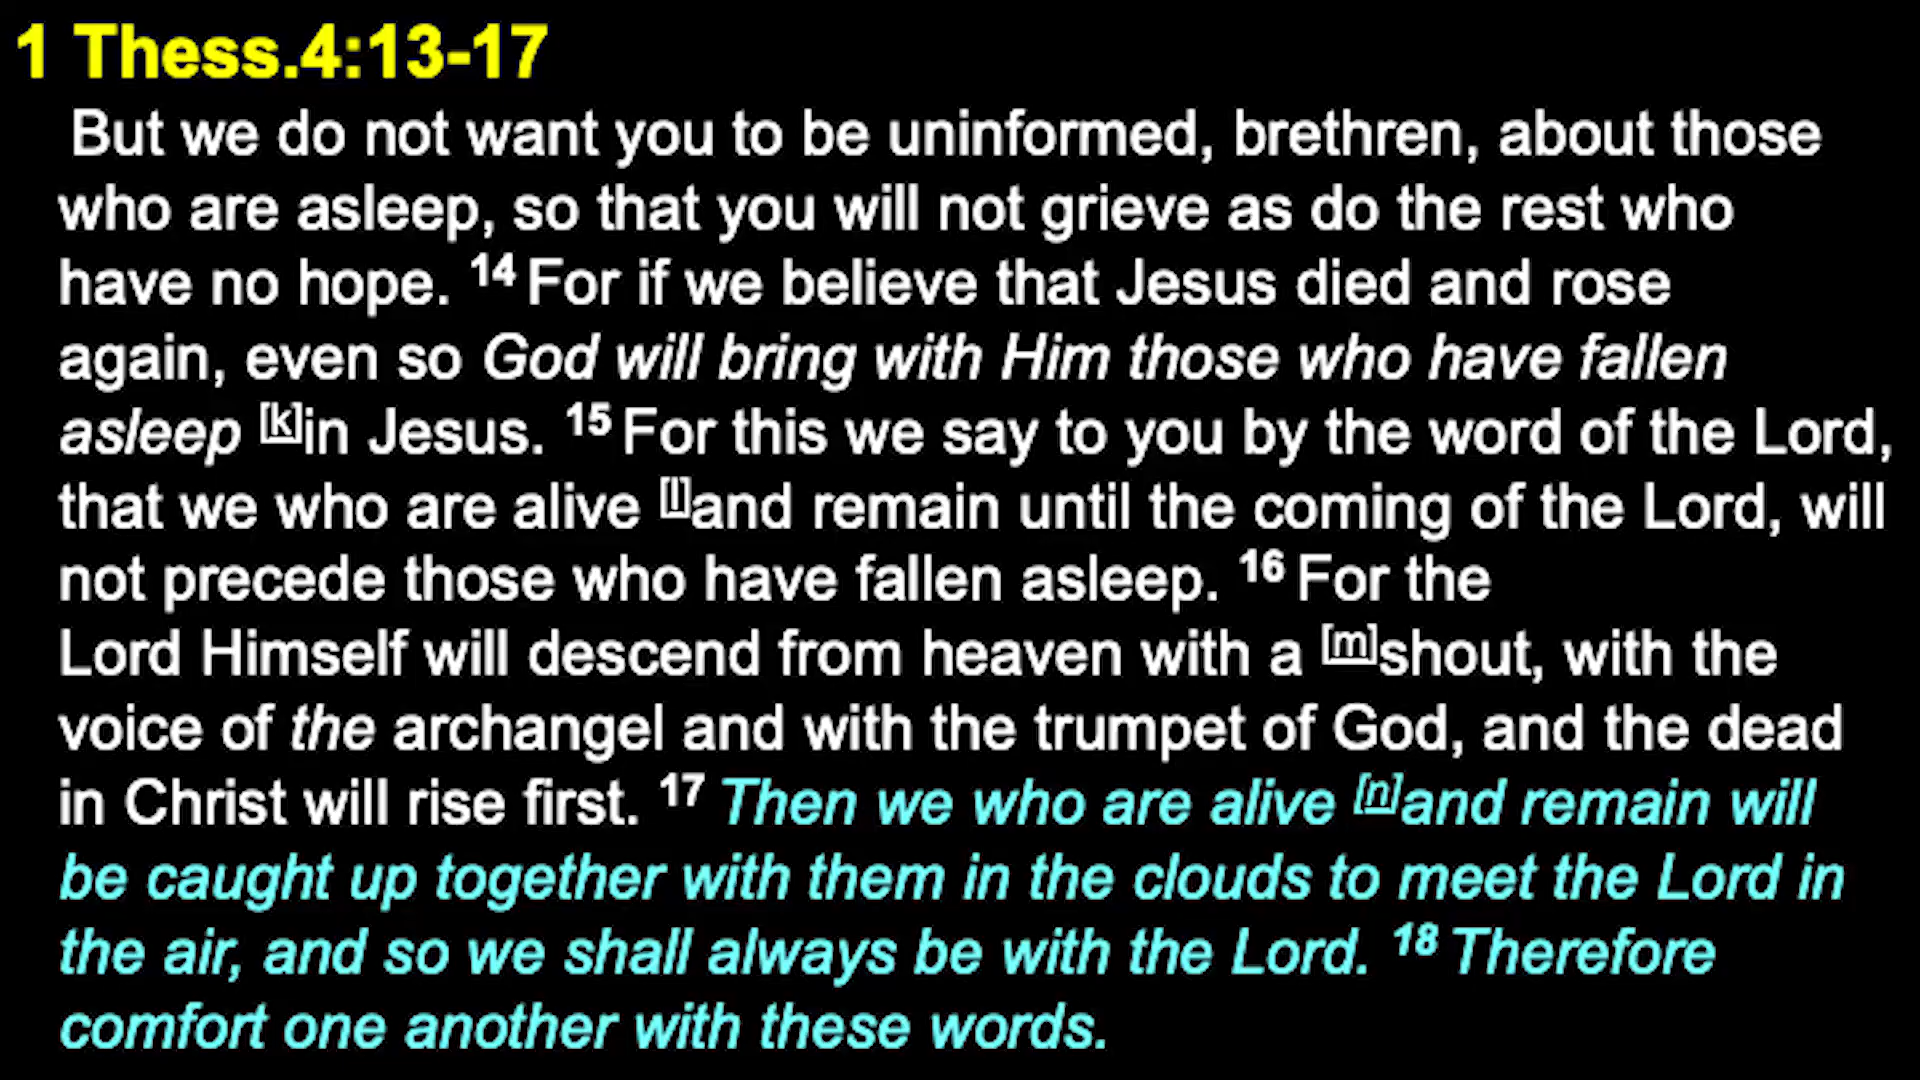 1 Thess.4:13-17
But we do not want you to be uninformed, brethren, about those
who are asleep, so that you will not grieve as do the rest who
have no hope. 14 For if we believe that Jesus died and rose
again, even so God will bring with Him those who have fallen
asleep [k]in Jesus. 15 For this we say to you by the word of the Lord,
that we who are alive [l]and remain until the coming of the Lord, will
not precede those who have fallen asleep. 16 For the
Lord Himself will descend from heaven with a [m]shout, with the
voice of the archangel and with the trumpet of God, and the dead
in Christ will rise first. 17 Then we who are alive [n]and remain will
be caught up together with them in the clouds to meet the Lord in
the air, and so we shall always be with the Lord. 18 Therefore
comfort one another with these words.